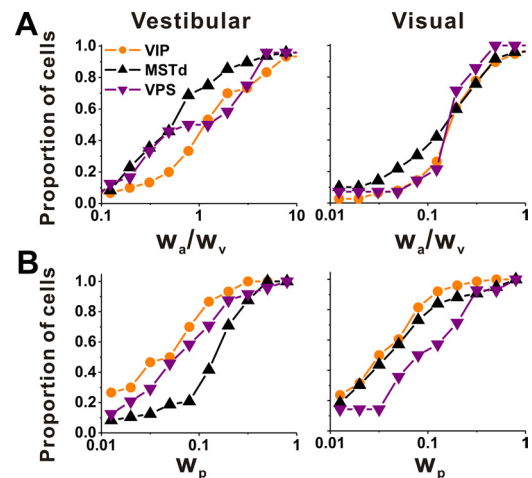 A
Vestibular
Visual
Proportion of cells
1.0
0.8
0.6
0.4
0.2
0.0
VIP
MSTd
VPS
0.1 1 10
0.01 0.1 1
wa/wv
wa/wv
B
Proportion of cells
1.0
0.8
0.6
0.4
0.2
0.0
0.01 0.1 1
0.01 0.1 1
wp
wp